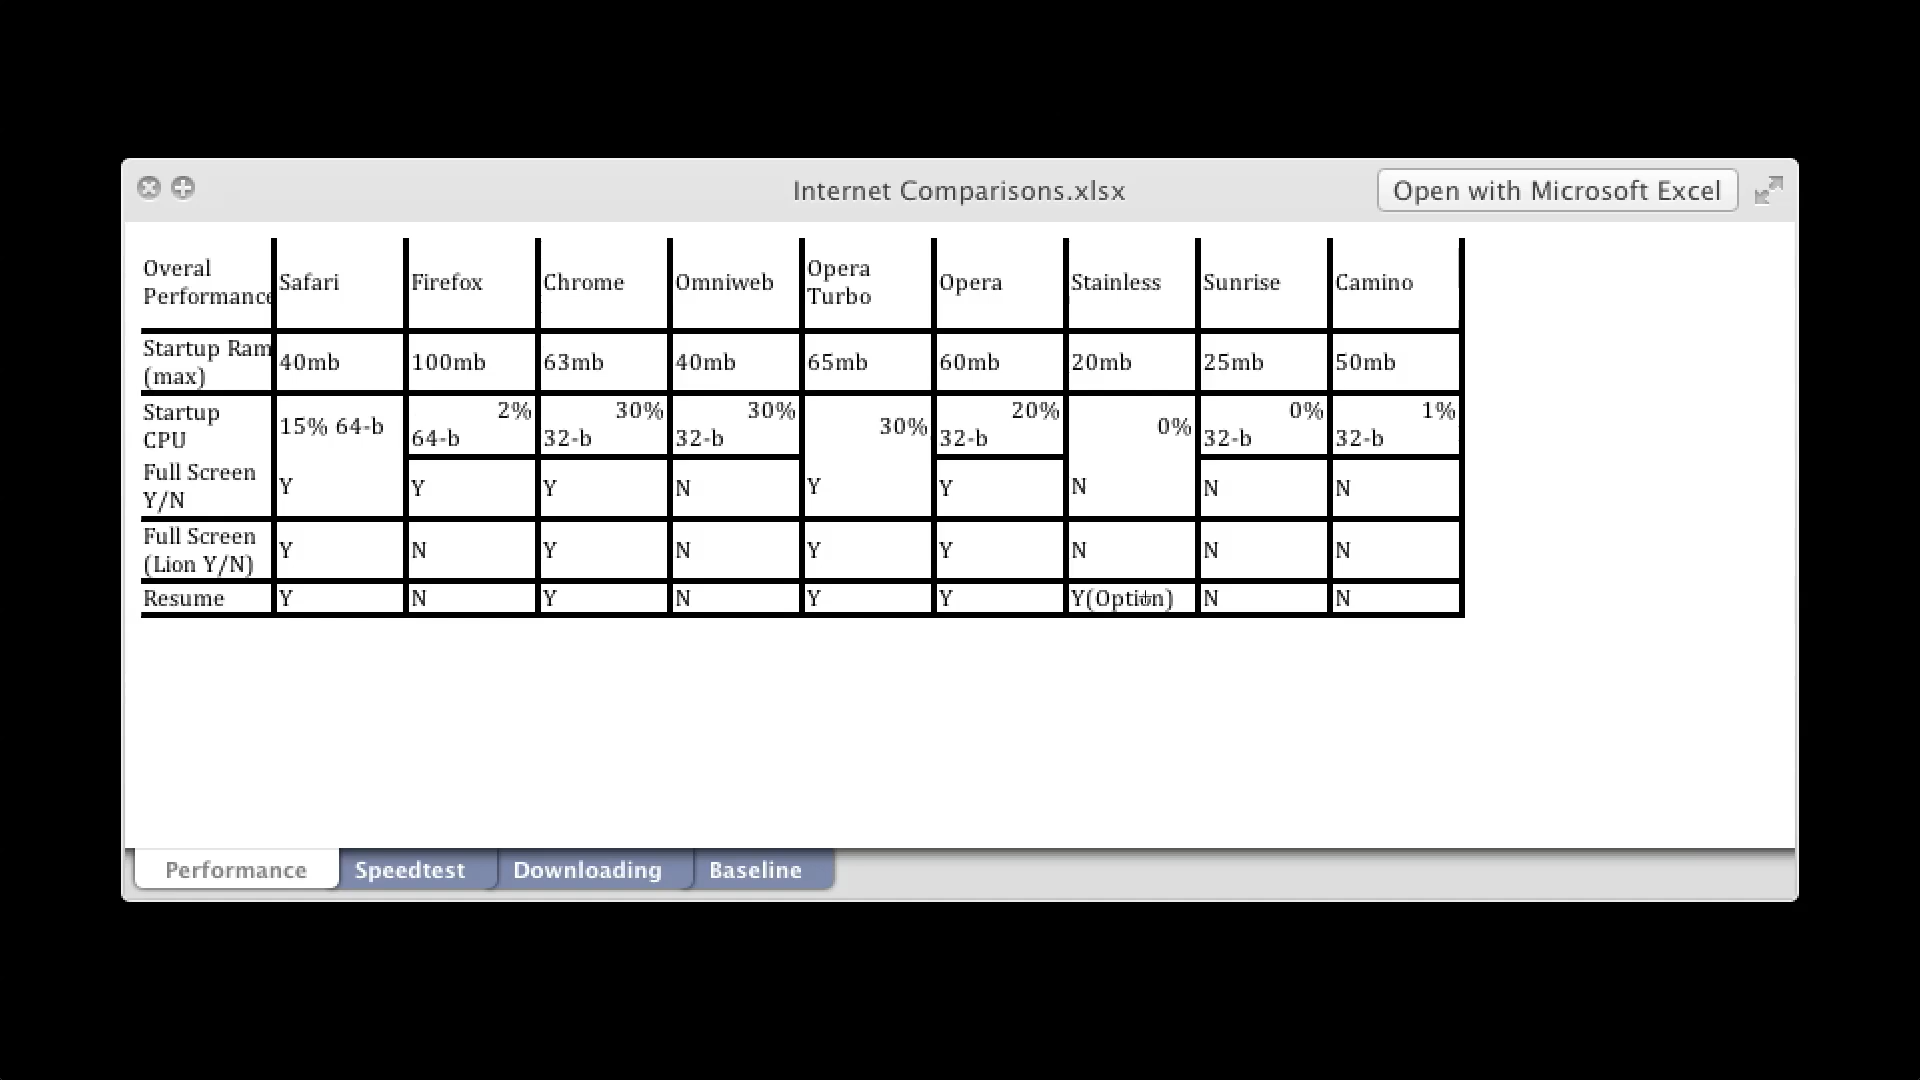 Internet Comparisons.xlsx
Open with Microsoft Excel
Overal Performance Safari Firefox Chrome Omniweb Opera Turbo Opera Stainless Sunrise Camino
Startup Ram (max) 40mb 100mb 63mb 40mb 65mb 60mb 20mb 25mb 50mb
Startup CPU 15% 64-b 2% 64-b 30% 32-b 30% 32-b 30% 20% 32-b 0% 0% 32-b 1% 32-b
Full Screen Y/N Y Y Y N Y Y N N N
Full Screen (Lion Y/N) Y N Y N Y Y N N N
Resume Y N Y N Y Y Y(Option) N N
Performance Speedtest Downloading Baseline